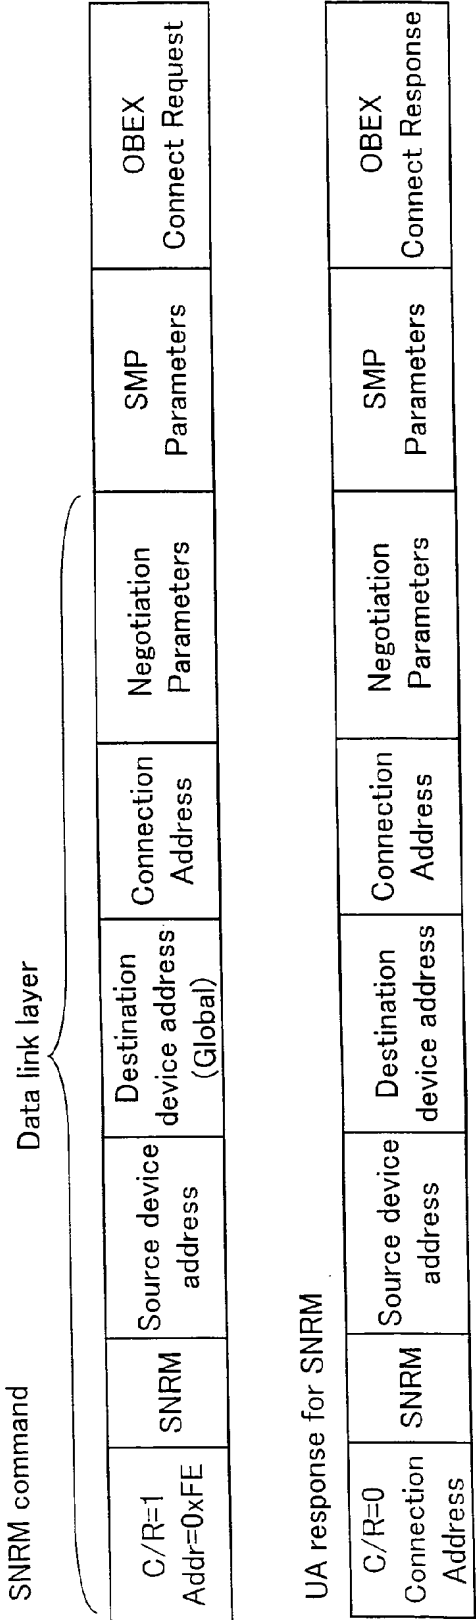 SNRM command
Data link layer
C/R=1
Addr=0xFE
SNRM
Source device
address
Destination
device address
(Global)
Connection
Address
Negotiation
Parameters
SMP
Parameters
OBEX
Connect Request
UA response for SNRM
C/R=0
Connection
Address
SNRM
Source device
address
Destination
device address
Connection
Address
Negotiation
Parameters
SMP
Parameters
OBEX
Connect Response